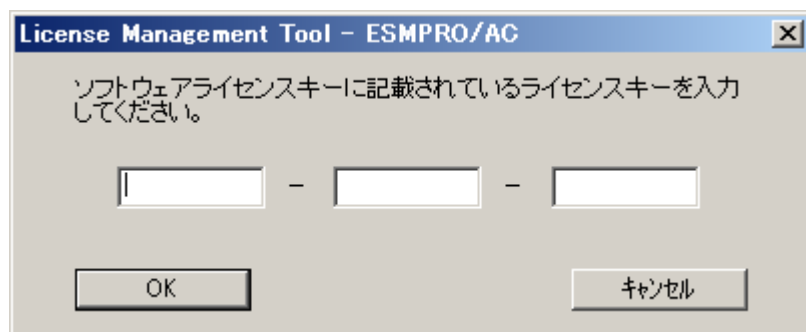 License Management Tool - ESMPRO/AC
ソフトウェアライセンスキーに記載されているライセンスキーを入力
してください。
- -
OK キャンセル